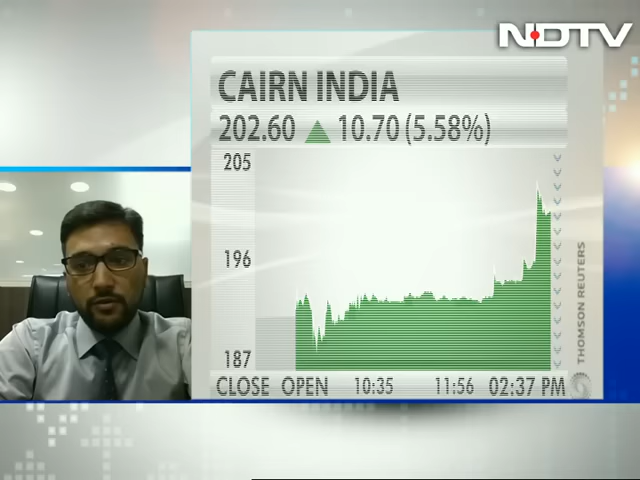 NDTV
CAIRN INDIA
202.60 ▲ 10.70 (5.58%)
205
196
187
CLOSE OPEN 10:35 11:56 02:37 PM
THOMSON REUTERS